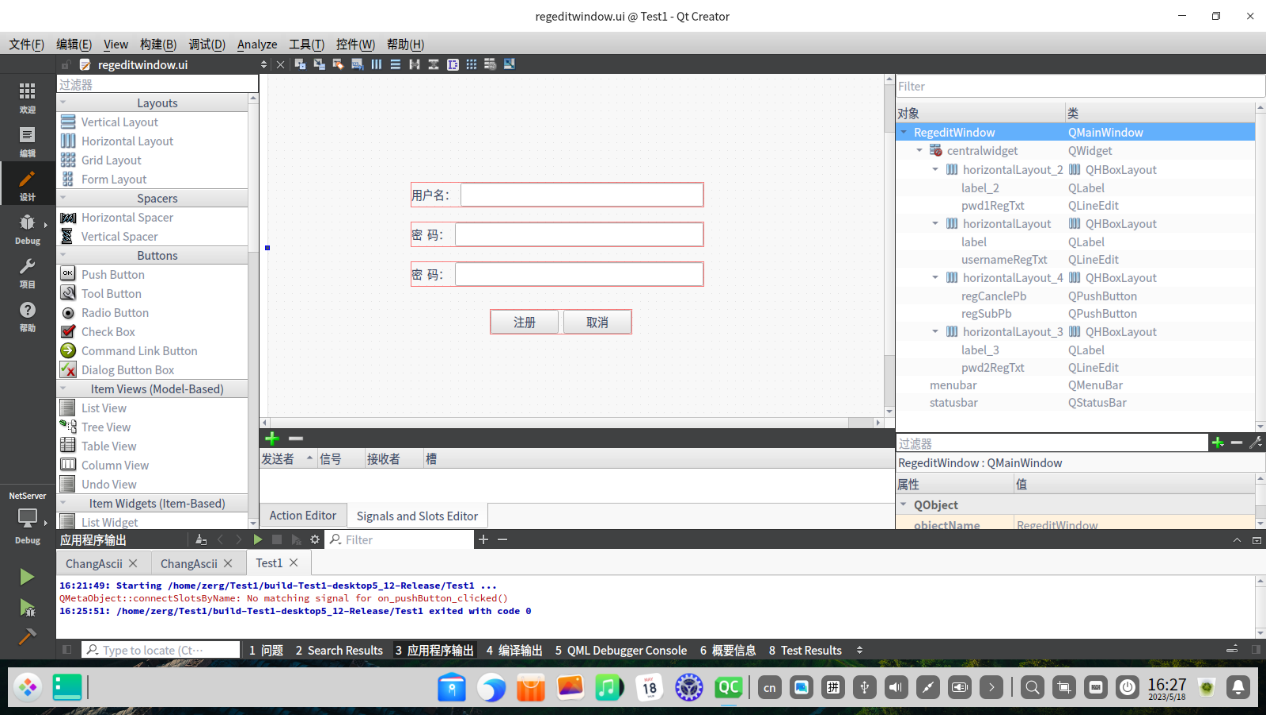 regeditwindow.ui @ Test1 - Qt Creator
文件(F) 编辑(E) View 构建(B) 调试(D) Analyze 工具(T) 控件(W) 帮助(H)
regeditwindow.ui
欢迎
编辑
设计
Debug
项目
帮助
NetServer
Debug
过滤器
Layouts
Vertical Layout
Horizontal Layout
Grid Layout
Form Layout
Spacers
Horizontal Spacer
Vertical Spacer
Buttons
OK Push Button
Tool Button
Radio Button
Check Box
Command Link Button
Dialog Button Box
Item Views (Model-Based)
List View
Tree View
Table View
Column View
Undo View
Item Widgets (Item-Based)
List Widget
用户名:
密 码:
密 码:
注册 取消
发送者 信号 接收者 槽
Action Editor Signals and Slots Editor
Filter
对象 类
RegeditWindow QMainWindow
centralwidget QWidget
horizontalLayout_2 QHBoxLayout
label_2 QLabel
pwd1RegTxt QLineEdit
horizontalLayout QHBoxLayout
label QLabel
usernameRegTxt QLineEdit
horizontalLayout_4 QHBoxLayout
regCanclePb QPushButton
regSubPb QPushButton
horizontalLayout_3 QHBoxLayout
label_3 QLabel
pwd2RegTxt QLineEdit
menubar QMenuBar
statusbar QStatusBar
过滤器
RegeditWindow : QMainWindow
属性 值
QObject
objectName RegeditWindow
应用程序输出 Filter
ChangAscii ChangAscii Test1
16:21:49: Starting /home/zerg/Test1/build-Test1-desktop5_12-Release/Test1 ...
QMetaObject::connectSlotsByName: No matching signal for on_pushButton_clicked()
16:25:51: /home/zerg/Test1/build-Test1-desktop5_12-Release/Test1 exited with code 0
Type to locate (Ct⋯ 1 问题 2 Search Results 3 应用程序输出 4 编译输出 5 QML Debugger Console 6 概要信息 8 Test Results
18 QC cn 拼 16:27
2023/5/18